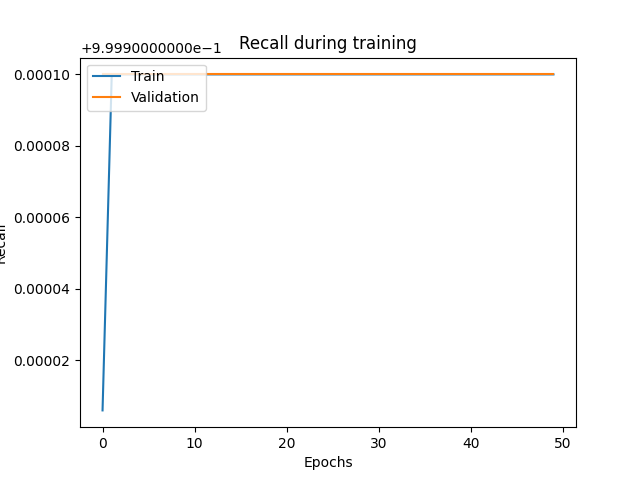 Recall during training
+9.9990000000e−1
0.00010
0.00008
0.00006
0.00004
0.00002
Recall
Train
Validation
0 10 20 30 40 50
Epochs